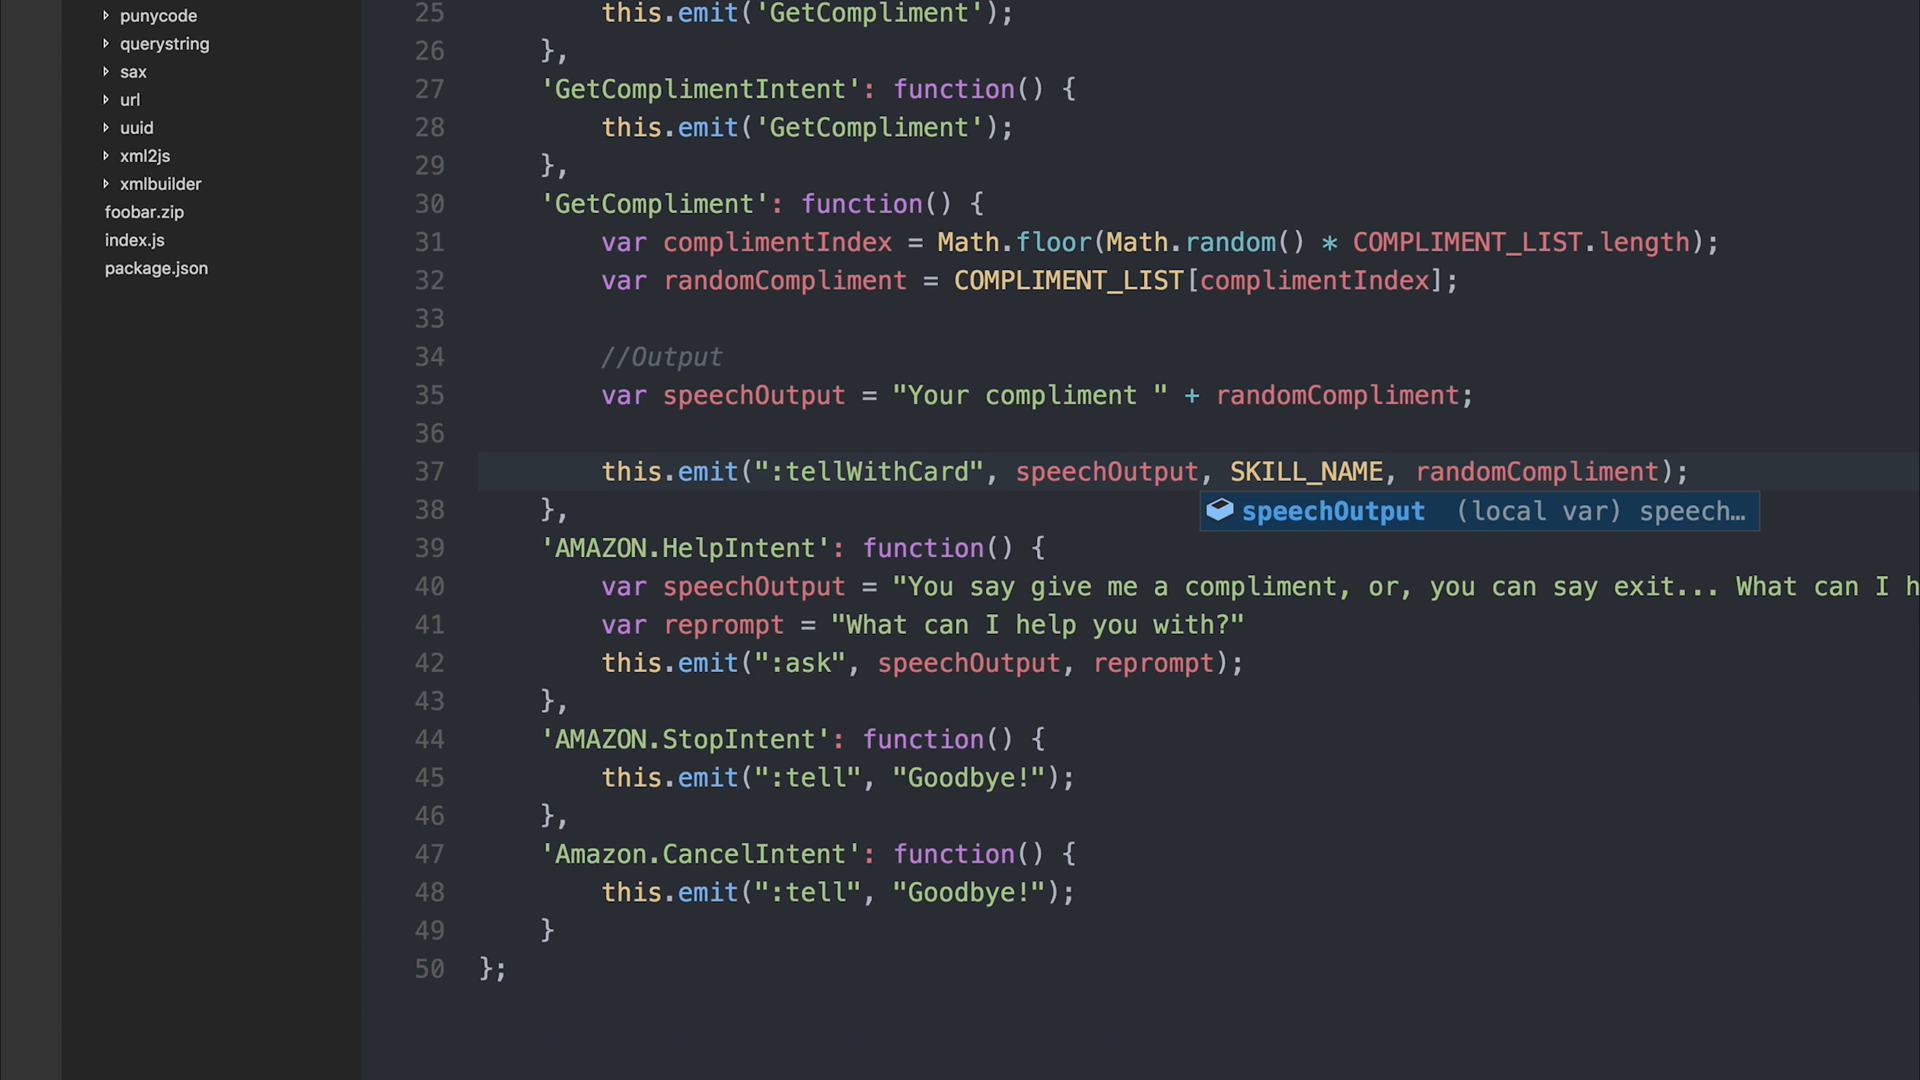 punycode
querystring
sax
url
uuid
xml2js
xmlbuilder
foobar.zip
index.js
package.json
25 this.emit('GetCompliment');
26 },
27 'GetComplimentIntent': function() {
28 this.emit('GetCompliment');
29 },
30 'GetCompliment': function() {
31 var complimentIndex = Math.floor(Math.random() * COMPLIMENT_LIST.length);
32 var randomCompliment = COMPLIMENT_LIST[complimentIndex];
33
34 //Output
35 var speechOutput = "Your compliment " + randomCompliment;
36
37 this.emit(":tellWithCard", speechOutput, SKILL_NAME, randomCompliment);
38 },
speechOutput (local var) speech…
39 'AMAZON.HelpIntent': function() {
40 var speechOutput = "You say give me a compliment, or, you can say exit... What can I h
41 var reprompt = "What can I help you with?"
42 this.emit(":ask", speechOutput, reprompt);
43 },
44 'AMAZON.StopIntent': function() {
45 this.emit(":tell", "Goodbye!");
46 },
47 'Amazon.CancelIntent': function() {
48 this.emit(":tell", "Goodbye!");
49 }
50 };